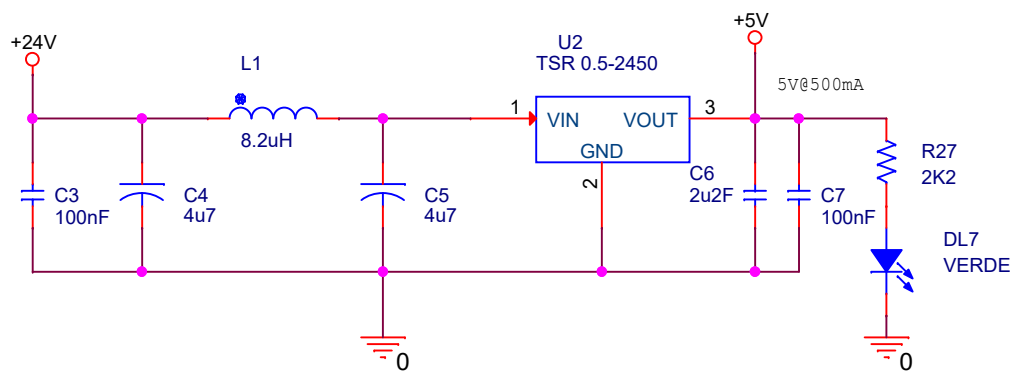 +24V
L1
8.2uH
U2
TSR 0.5-2450
+5V
5V@500mA
1
VIN
VOUT
GND
3
2
C3
100nF
C4
4u7
C5
4u7
C6
2u2F
C7
100nF
R27
2K2
DL7
VERDE
0
0